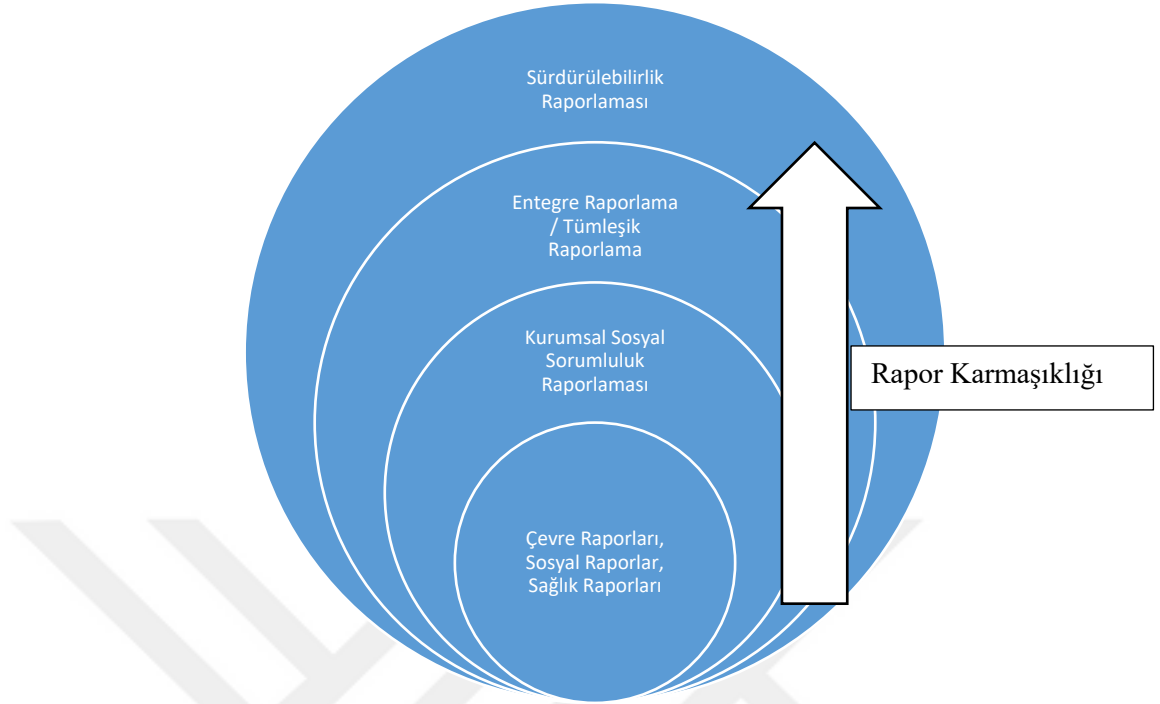 Sürdürülebilirlik
Raporlaması
Entegre Raporlama
/ Tümleşik
Raporlama
Kurumsal Sosyal
Sorumluluk
Raporlaması
Rapor Karmaşıklığı
Çevre Raporları,
Sosyal Raporlar,
Sağlık Raporları